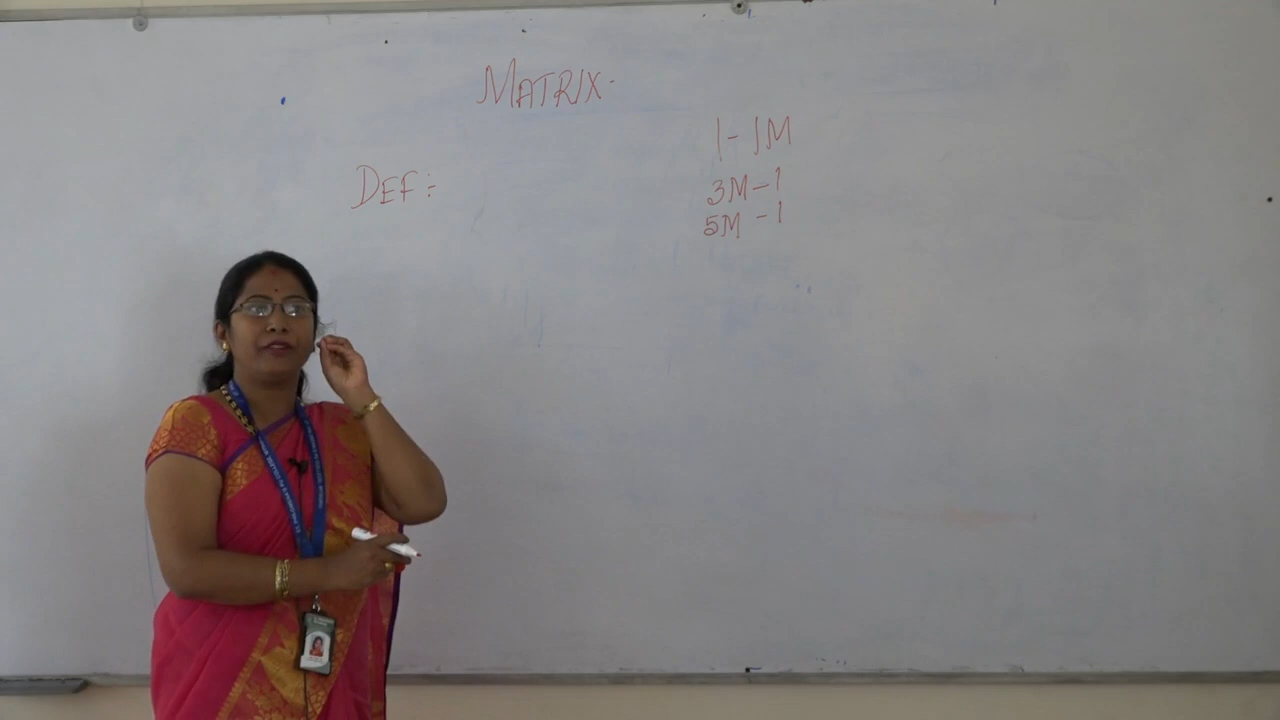 MATRIX
1 - 1M
DEF :-
3M - 1
5M - 1